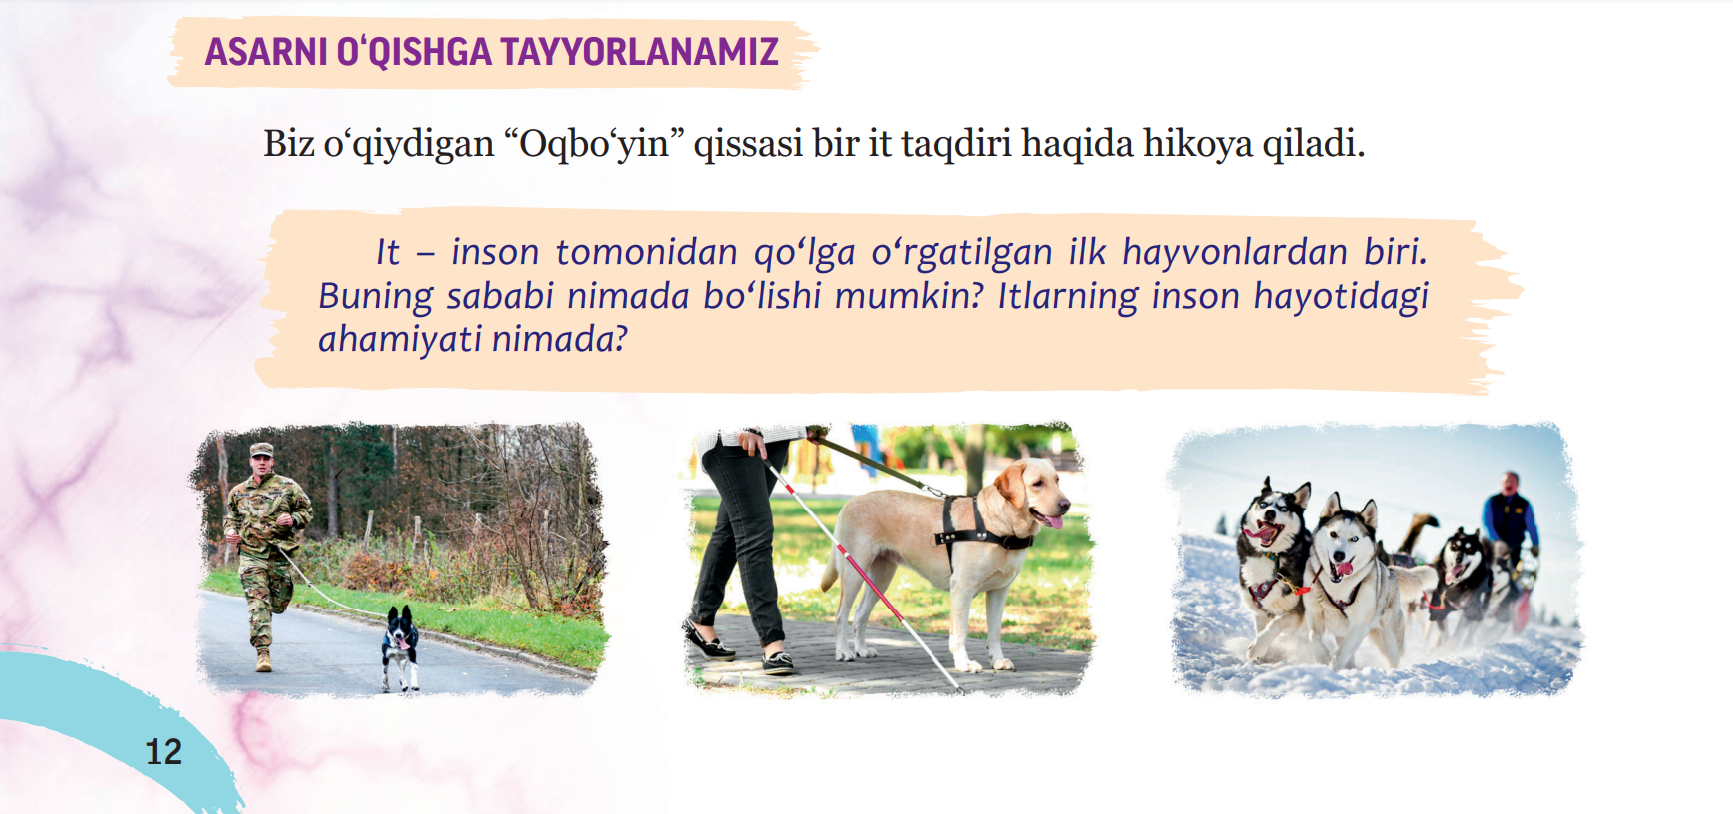 ASARNI O‘QISHGA TAYYORLANAMIZ
Biz o‘qiydigan “Oqbo‘yin” qissasi bir it taqdiri haqida hikoya qiladi.
It – inson tomonidan qo‘lga o‘rgatilgan ilk hayvonlardan biri.
Buning sababi nimada bo‘lishi mumkin? Itlarning inson hayotidagi
ahamiyati nimada?
12